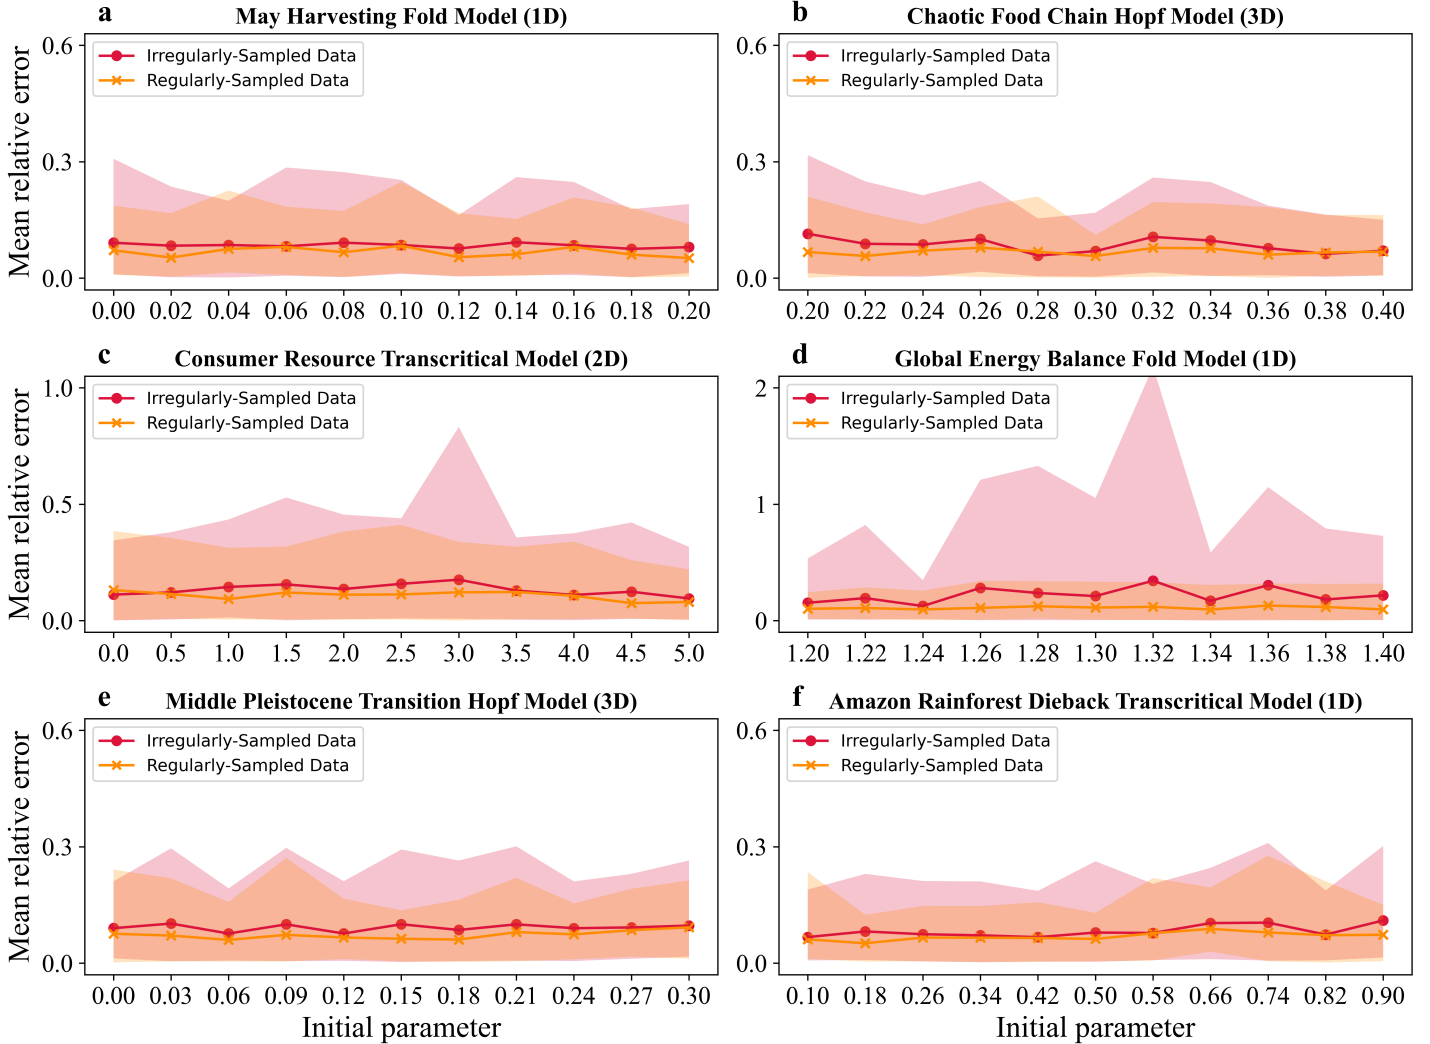 a May Harvesting Fold Model (1D)
Mean relative error
0.6
0.3
0.0
Irregularly-Sampled Data
Regularly-Sampled Data
0.00 0.02 0.04 0.06 0.08 0.10 0.12 0.14 0.16 0.18 0.20
b Chaotic Food Chain Hopf Model (3D)
0.6
0.3
0.0
Irregularly-Sampled Data
Regularly-Sampled Data
0.20 0.22 0.24 0.26 0.28 0.30 0.32 0.34 0.36 0.38 0.40
c Consumer Resource Transcritical Model (2D)
Mean relative error
1.0
0.5
0.0
Irregularly-Sampled Data
Regularly-Sampled Data
0.0 0.5 1.0 1.5 2.0 2.5 3.0 3.5 4.0 4.5 5.0
d Global Energy Balance Fold Model (1D)
2
1
0
Irregularly-Sampled Data
Regularly-Sampled Data
1.20 1.22 1.24 1.26 1.28 1.30 1.32 1.34 1.36 1.38 1.40
e Middle Pleistocene Transition Hopf Model (3D)
Mean relative error
0.6
0.3
0.0
Irregularly-Sampled Data
Regularly-Sampled Data
0.00 0.03 0.06 0.09 0.12 0.15 0.18 0.21 0.24 0.27 0.30
Initial parameter
f Amazon Rainforest Dieback Transcritical Model (1D)
0.6
0.3
0.0
Irregularly-Sampled Data
Regularly-Sampled Data
0.10 0.18 0.26 0.34 0.42 0.50 0.58 0.66 0.74 0.82 0.90
Initial parameter